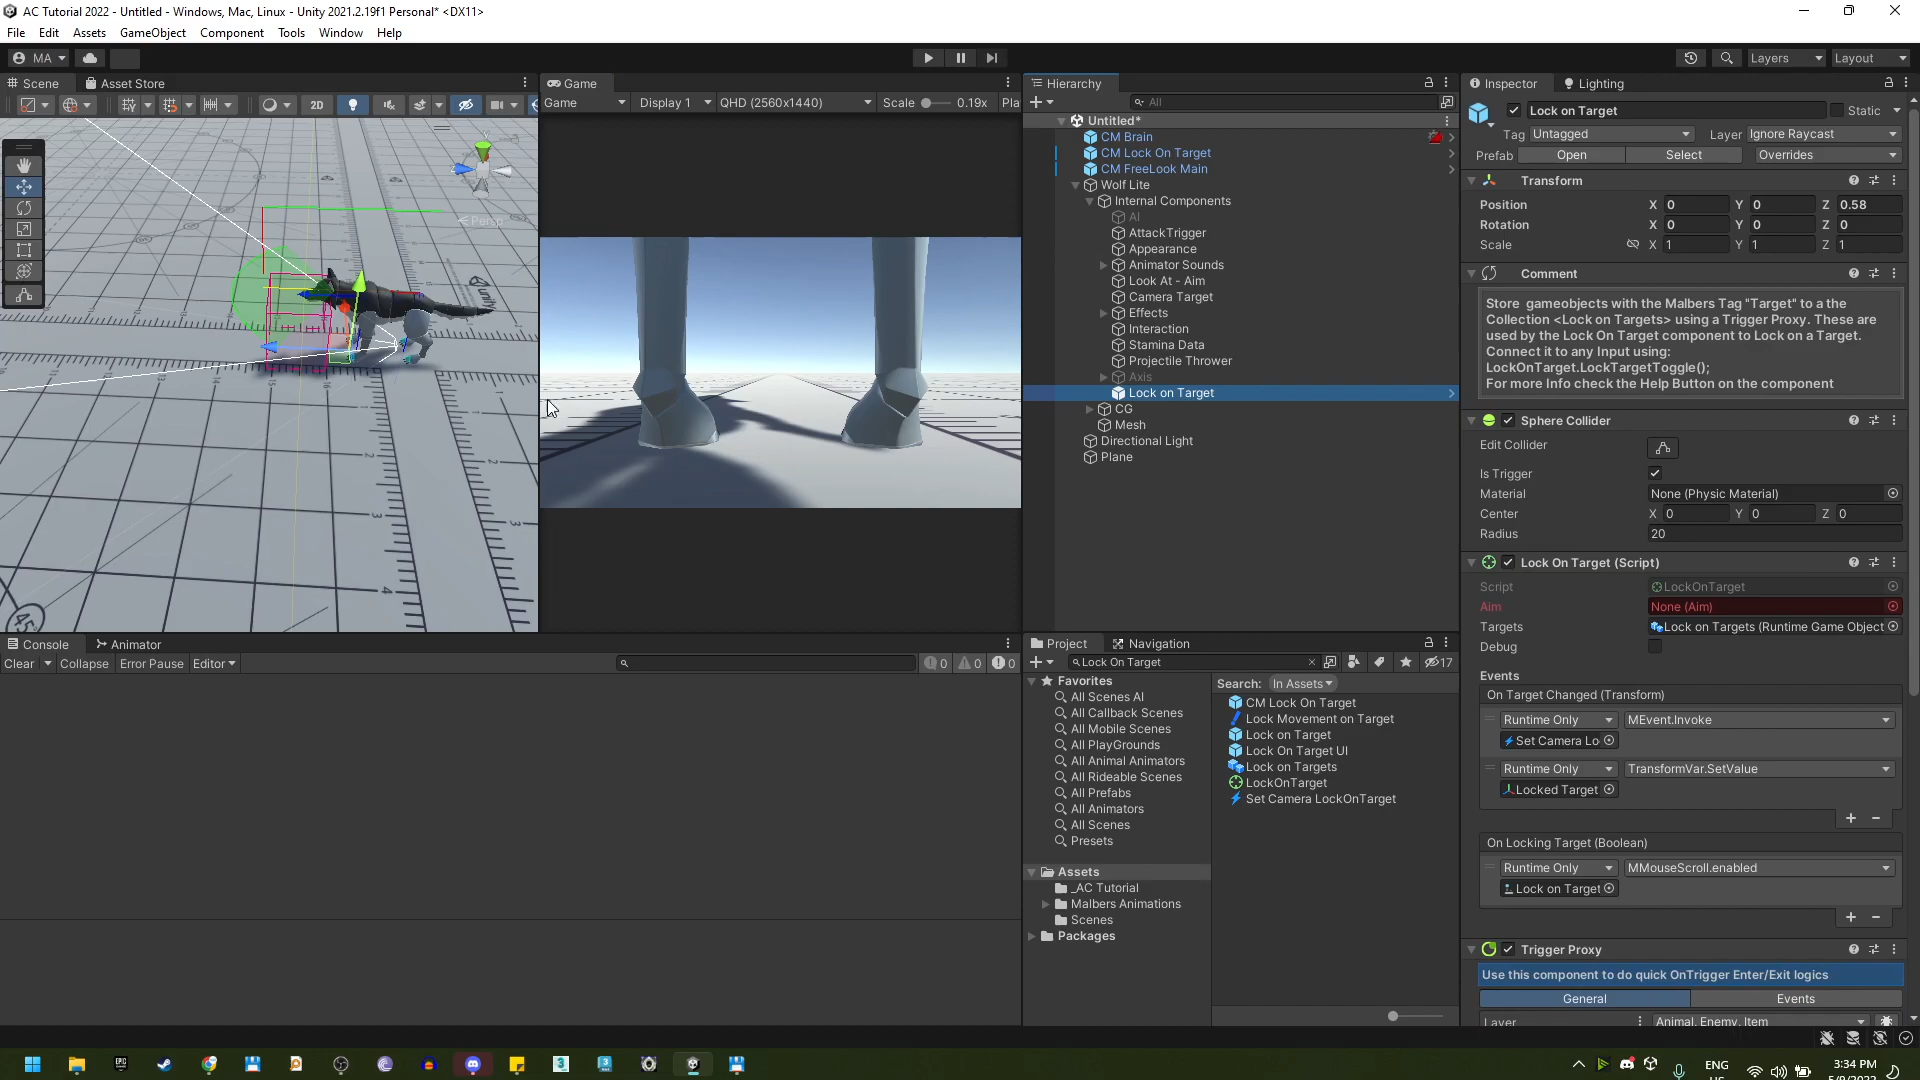 AC Tutorial 2022 - Untitled - Windows, Mac, Linux - Unity 2021.2.19f1 Personal* <DX11>
File Edit Assets GameObject Component Tools Window Help
MA
Layers
Layout
Scene
Asset Store
2D
Persp
unity
Game
Game
Display 1
QHD (2560x1440)
Scale
0.19x
Pla
Hierarchy
All
Untitled*
CM Brain
CM Lock On Target
CM FreeLook Main
Wolf Lite
Internal Components
AI
AttackTrigger
Appearance
Animator Sounds
Look At - Aim
Camera Target
Effects
Interaction
Stamina Data
Projectile Thrower
Axis
Lock on Target
CG
Mesh
Directional Light
Plane
Inspector
Lighting
Lock on Target
Static
Tag Untagged
Layer Ignore Raycast
Prefab Open Select Overrides
Transform
Position X 0 Y 0 Z 0.58
Rotation X 0 Y 0 Z 0
Scale X 1 Y 1 Z 1
Comment
Store gameobjects with the Malbers Tag "Target" to a the
Collection <Lock on Targets> using a Trigger Proxy. These are
used by the Lock On Target component to Lock on a Target.
Connect it to any Input using:
LockOnTarget.LockTargetToggle();
For more Info check the Help Button on the component
Sphere Collider
Edit Collider
Is Trigger
Material None (Physic Material)
Center X 0 Y 0 Z 0
Radius 20
Lock On Target (Script)
Script LockOnTarget
Aim None (Aim)
Targets Lock on Targets (Runtime Game Object
Debug
Events
On Target Changed (Transform)
Runtime Only MEvent.Invoke
Set Camera Lo
Runtime Only TransformVar.SetValue
Locked Target
On Locking Target (Boolean)
Runtime Only MMouseScroll.enabled
Lock on Target
Trigger Proxy
Use this component to do quick OnTrigger Enter/Exit logics
General Events
Layer Animal, Enemy, Item
Console
Animator
Clear Collapse Error Pause Editor
0 0 0
Project
Navigation
Lock On Target
17
Favorites
All Scenes AI
All Callback Scenes
All Mobile Scenes
All PlayGrounds
All Animal Animators
All Rideable Scenes
All Prefabs
All Animators
All Scenes
Presets
Assets
_AC Tutorial
Malbers Animations
Scenes
Packages
Search: In Assets
CM Lock On Target
Lock Movement on Target
Lock on Target
Lock On Target UI
Lock on Targets
LockOnTarget
Set Camera LockOnTarget
ENG
3:34 PM